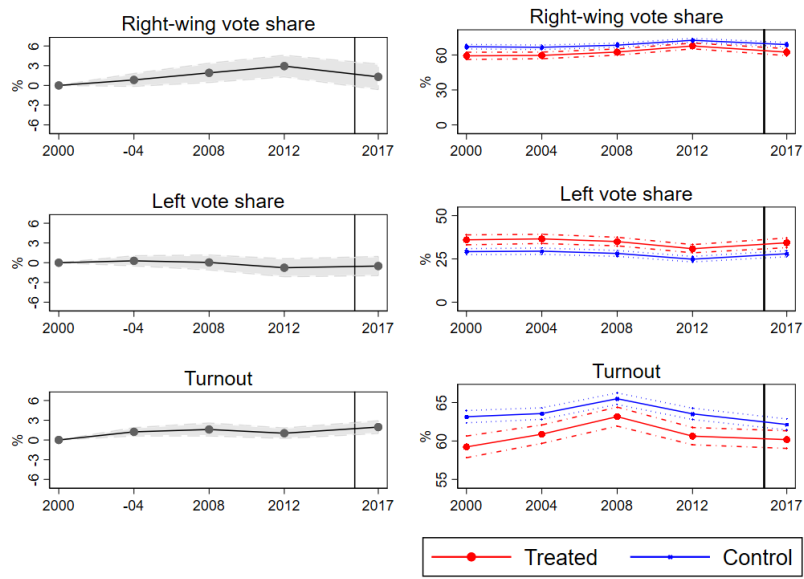 Right-wing vote share
6
3
0
-3
-6
%
2000 -04 2008 2012 2017
Right-wing vote share
60
30
0
%
2000 2004 2008 2012 2017
Left vote share
6
3
0
-3
-6
%
2000 -04 2008 2012 2017
Left vote share
50
25
0
%
2000 2004 2008 2012 2017
Turnout
6
3
0
-3
-6
%
2000 -04 2008 2012 2017
Turnout
65
60
55
%
2000 2004 2008 2012 2017
Treated Control